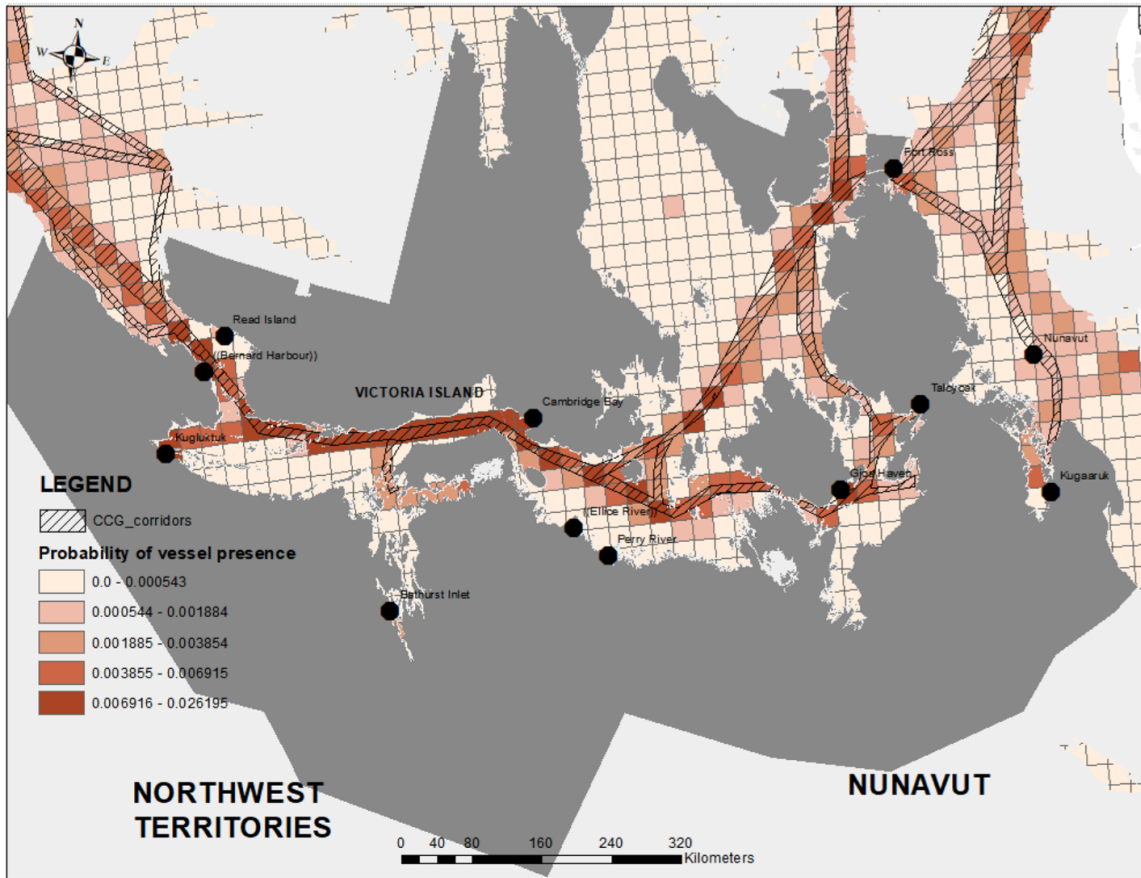 N
W
E
S
Fort Ross
Read Island
((Bernard Harbour))
Nunavut
VICTORIA ISLAND
Taloyoak
Cambridge Bay
Kugluktuk
Gjoa Haven
Kugaaruk
LEGEND
CCG_corridors
((Ellice River))
Perry River
Probability of vessel presence
0.0 - 0.000543
0.000544 - 0.001884
Bathurst Inlet
0.001885 - 0.003854
0.003855 - 0.006915
0.006916 - 0.026195
NORTHWEST
TERRITORIES
NUNAVUT
0 40 80 160 240 320
Kilometers